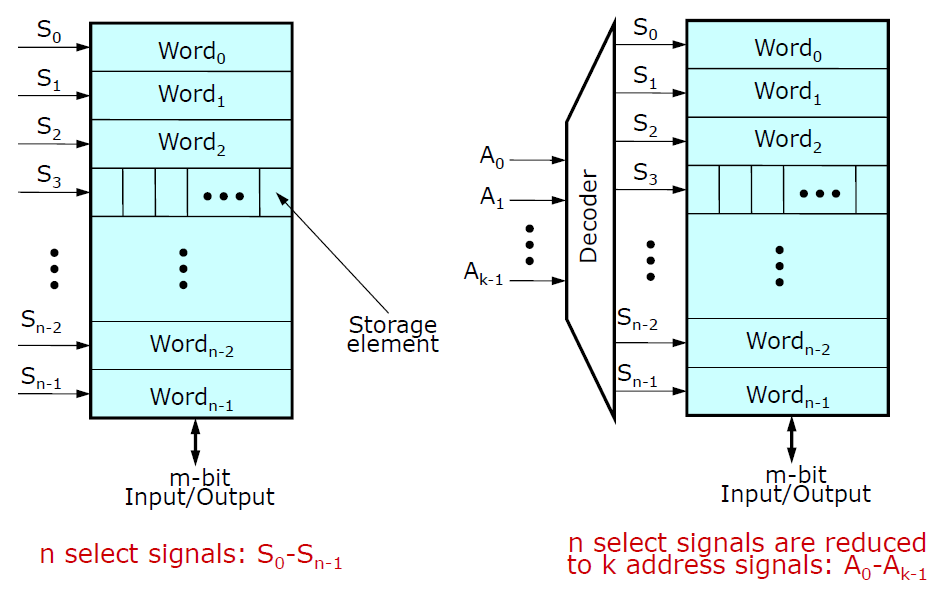 S₀
Word₀
S₁
Word₁
S₂
Word₂
S₃
•••
Storage
element
Sₙ₋₂
Wordₙ₋₂
Sₙ₋₁
Wordₙ₋₁
m-bit
Input/Output
n select signals: S₀-Sₙ₋₁
A₀
A₁
Aₖ₋₁
Decoder
S₀
Word₀
S₁
Word₁
S₂
Word₂
S₃
•••
Sₙ₋₂
Wordₙ₋₂
Sₙ₋₁
Wordₙ₋₁
m-bit
Input/Output
n select signals are reduced
to k address signals: A₀-Aₖ₋₁